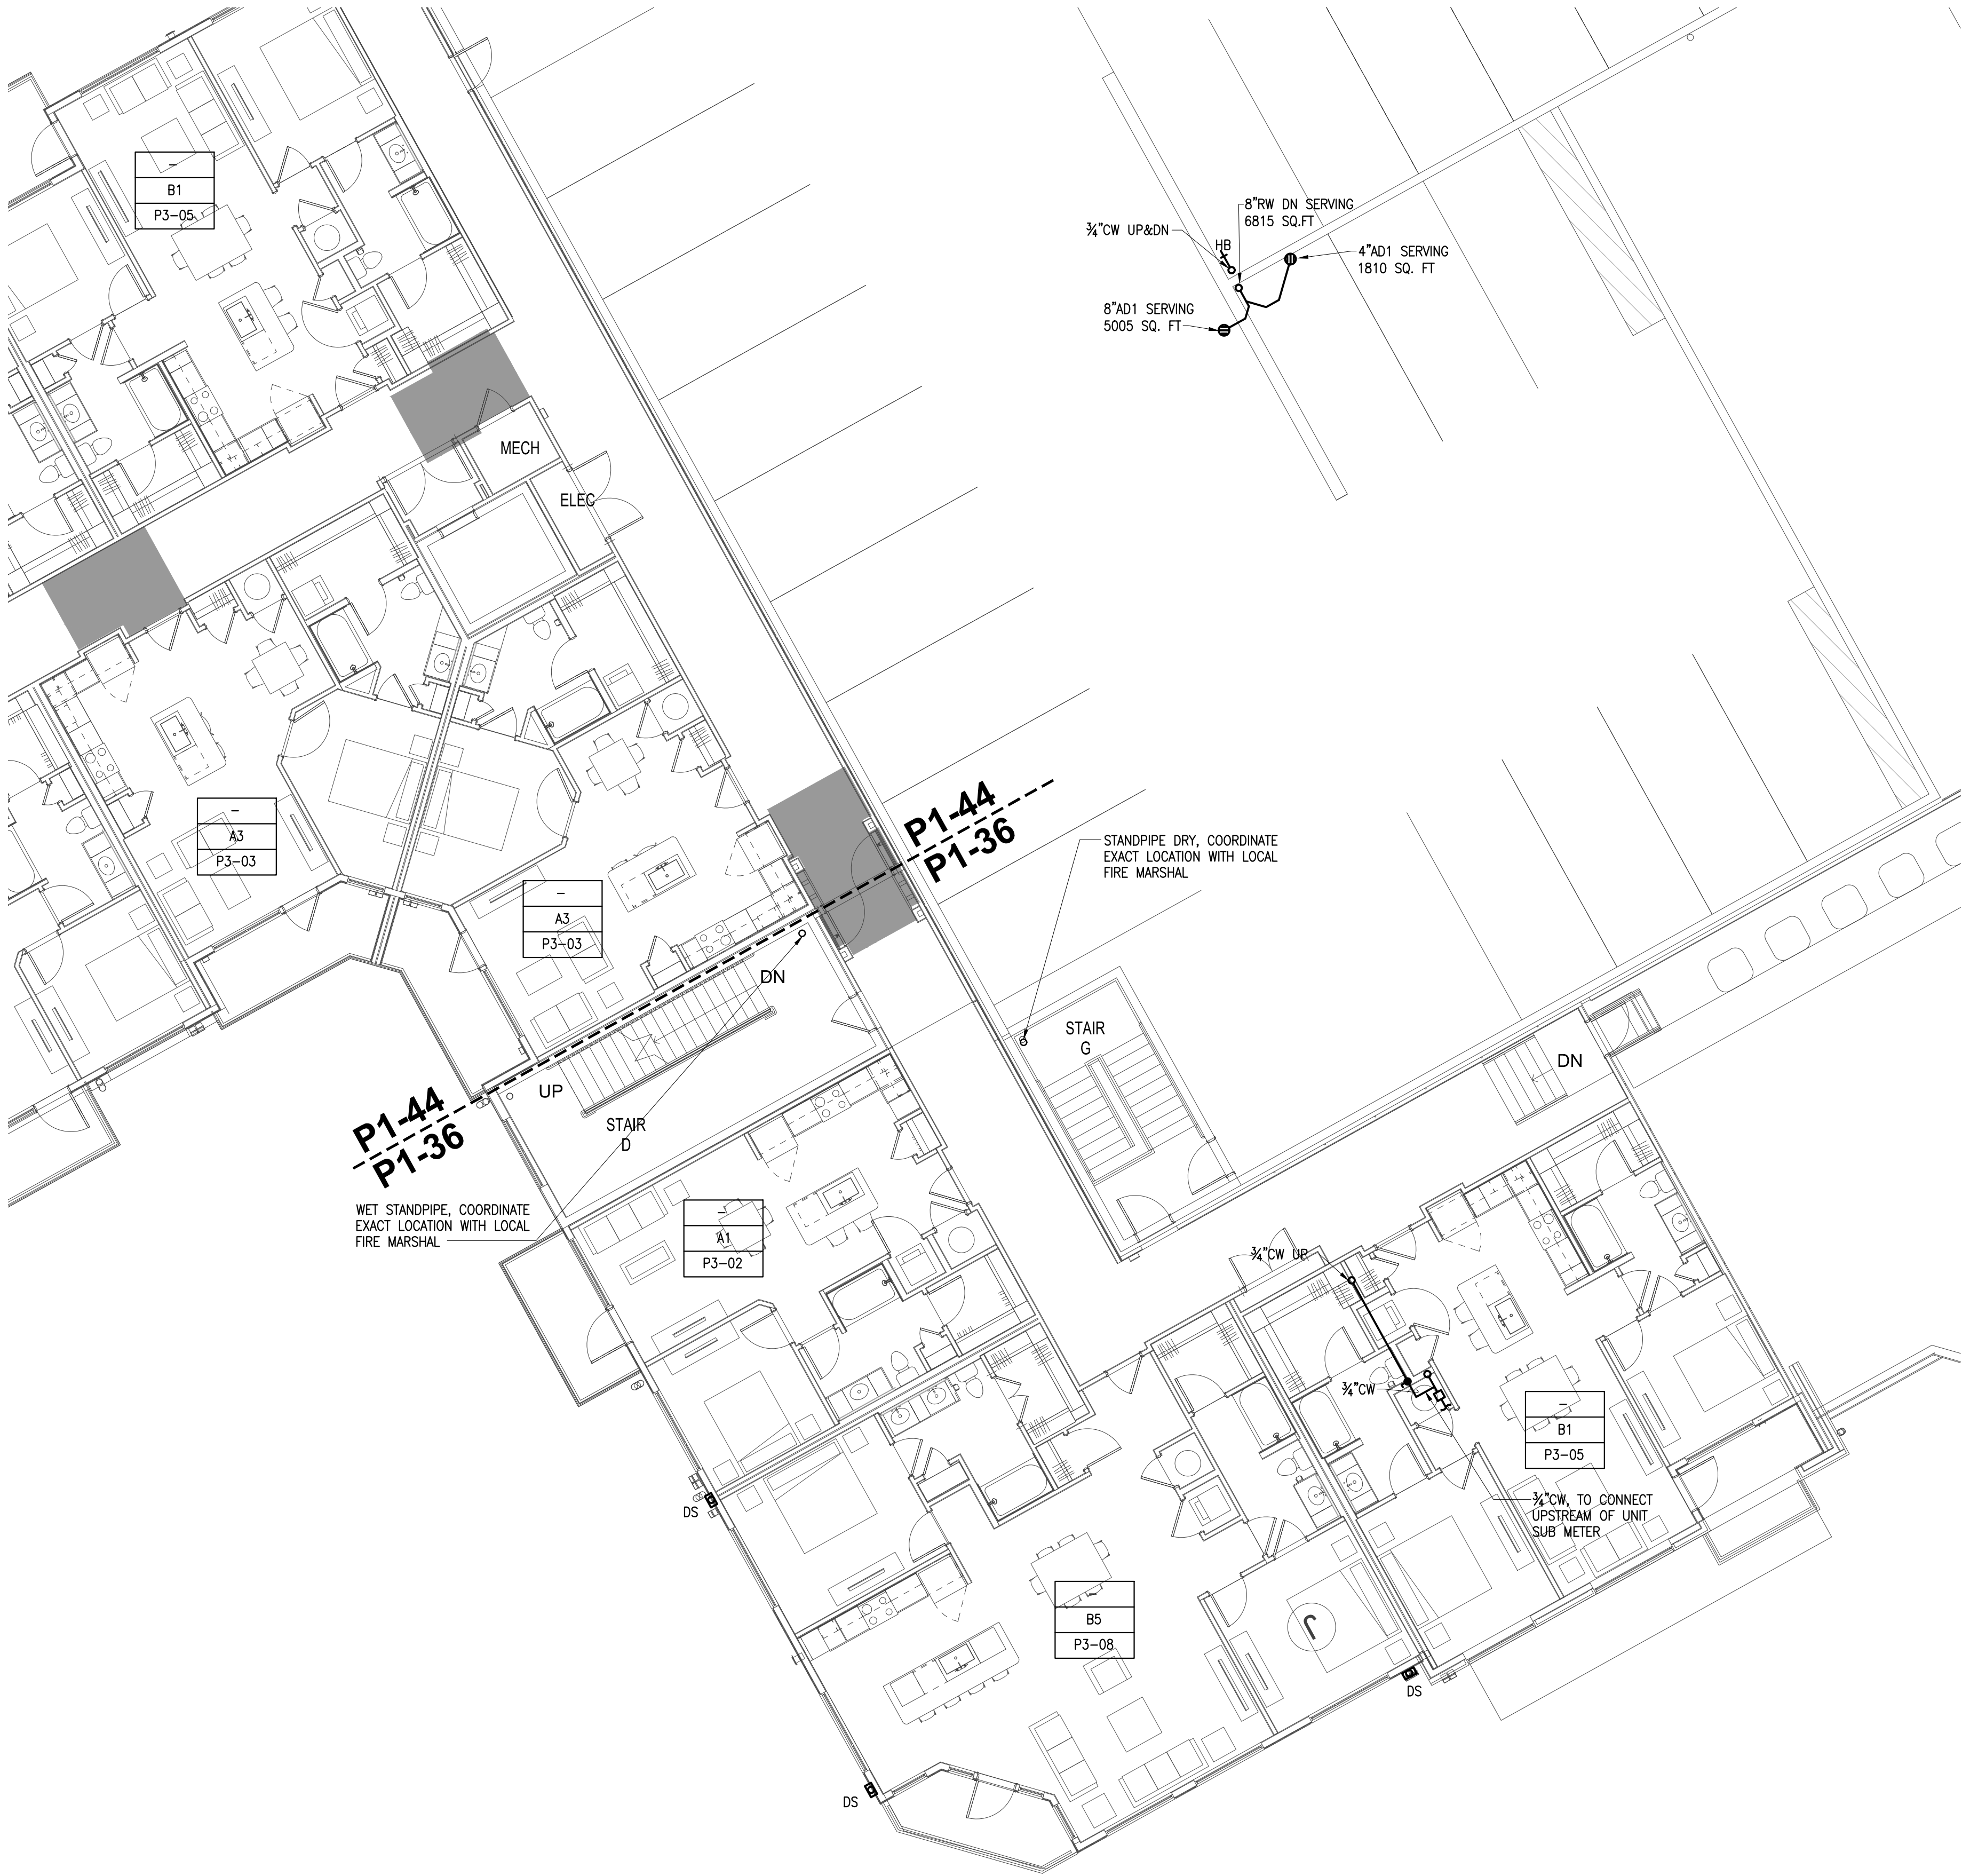 –
B1
P3–05
8"RW DN SERVING
6815 SQ.FT
¾"CW UP&DN
HB
4"AD1 SERVING
1810 SQ. FT
8"AD1 SERVING
5005 SQ. FT
MECH
ELEC
–
A3
P3–03
–
A3
P3–03
P1-44
P1-36
STANDPIPE DRY, COORDINATE
EXACT LOCATION WITH LOCAL
FIRE MARSHAL
DN
UP
STAIR
D
STAIR
G
DN
P1-44
P1-36
WET STANDPIPE, COORDINATE
EXACT LOCATION WITH LOCAL
FIRE MARSHAL
–
A1
P3–02
¾"CW UP
¾"CW
–
B1
P3–05
¾"CW, TO CONNECT
UPSTREAM OF UNIT
SUB METER
DS
–
B5
P3–08
DS
DS